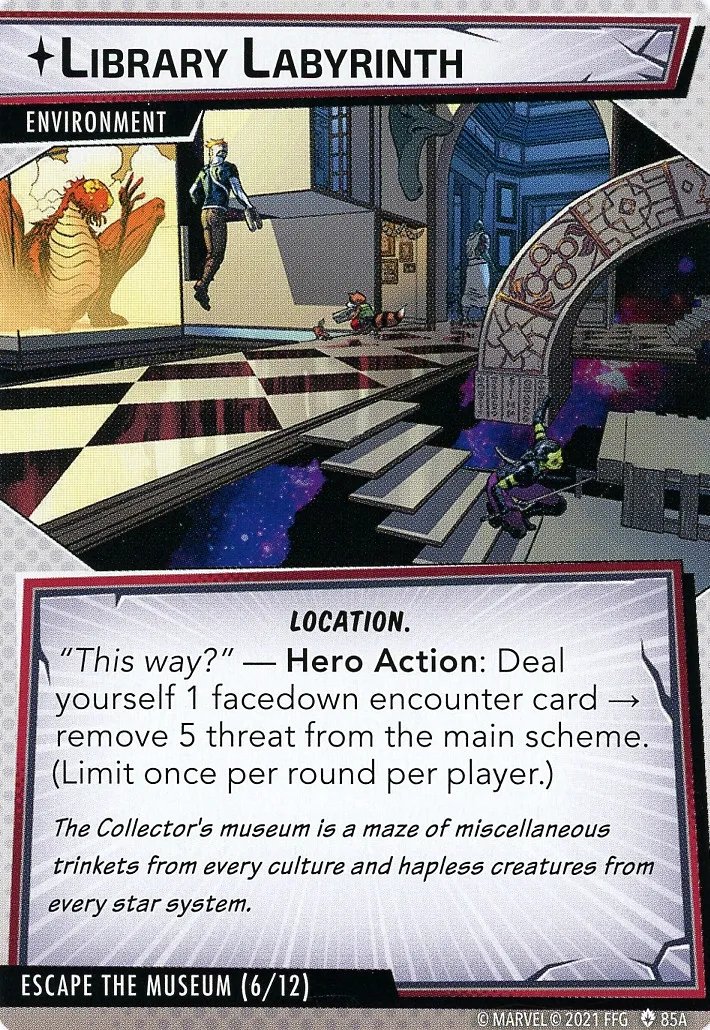 LIBRARY LABYRINTH
ENVIRONMENT
LOCATION.
"This way?" — Hero Action: Deal
yourself 1 facedown encounter card →
remove 5 threat from the main scheme.
(Limit once per round per player.)
The Collector's museum is a maze of miscellaneous
trinkets from every culture and hapless creatures from
every star system.
ESCAPE THE MUSEUM (6/12)
© MARVEL © 2021 FFG 85A